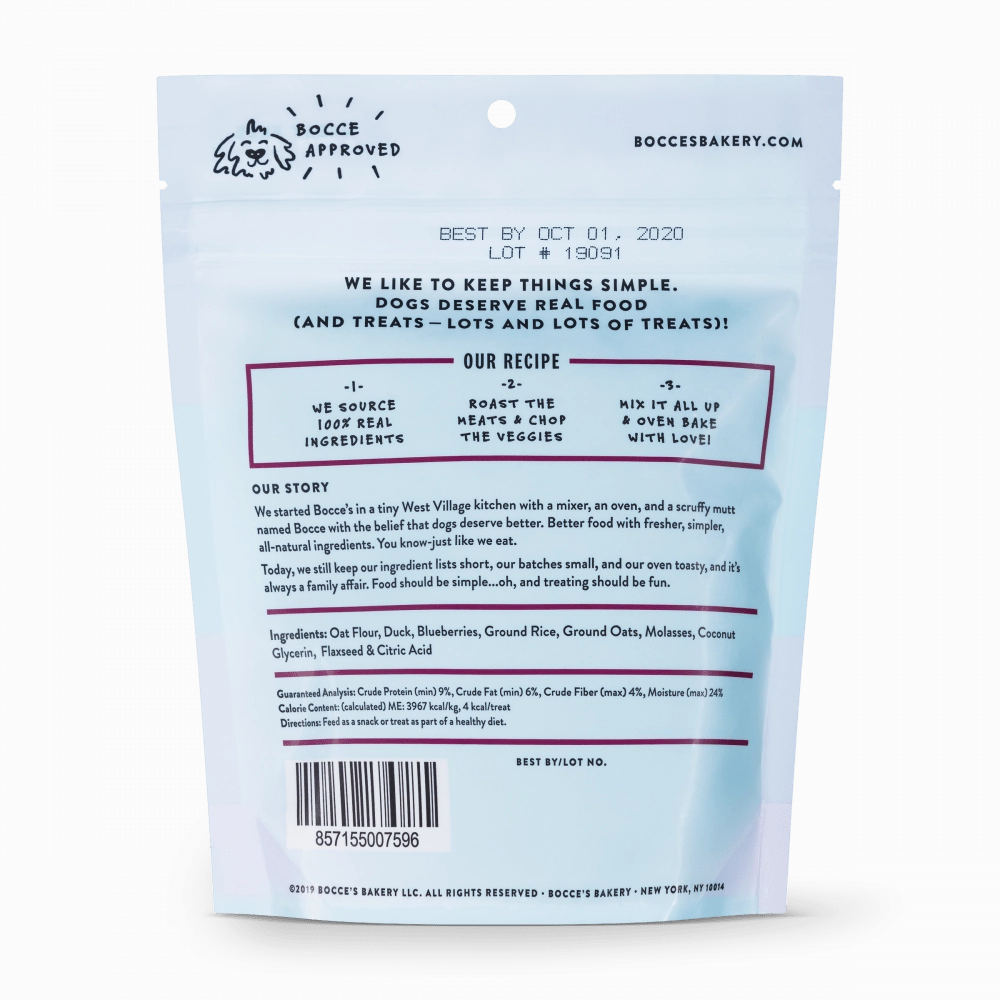 BOCCE
APPROVED
BOCCESBAKERY.COM
BEST BY OCT 01, 2020
LOT # 19091
WE LIKE TO KEEP THINGS SIMPLE.
DOGS DESERVE REAL FOOD
(AND TREATS — LOTS AND LOTS OF TREATS)!
OUR RECIPE
-1-
WE SOURCE
100% REAL
INGREDIENTS
-2-
ROAST THE
MEATS & CHOP
THE VEGGIES
-3-
MIX IT ALL UP
& OVEN BAKE
WITH LOVE!
OUR STORY
We started Bocce's in a tiny West Village kitchen with a mixer, an oven, and a scruffy mutt
named Bocce with the belief that dogs deserve better. Better food with fresher, simpler,
all-natural ingredients. You know-just like we eat.
Today, we still keep our ingredient lists short, our batches small, and our oven toasty, and it's
always a family affair. Food should be simple...oh, and treating should be fun.
Ingredients: Oat Flour, Duck, Blueberries, Ground Rice, Ground Oats, Molasses, Coconut
Glycerin, Flaxseed & Citric Acid
Guaranteed Analysis: Crude Protein (min) 9%, Crude Fat (min) 6%, Crude Fiber (max) 4%, Moisture (max) 24%
Calorie Content: (calculated) ME: 3967 kcal/kg, 4 kcal/treat
Directions: Feed as a snack or treat as part of a healthy diet.
BEST BY/LOT NO.
857155007596
©2019 BOCCE'S BAKERY LLC. ALL RIGHTS RESERVED • BOCCE'S BAKERY • NEW YORK, NY 10014